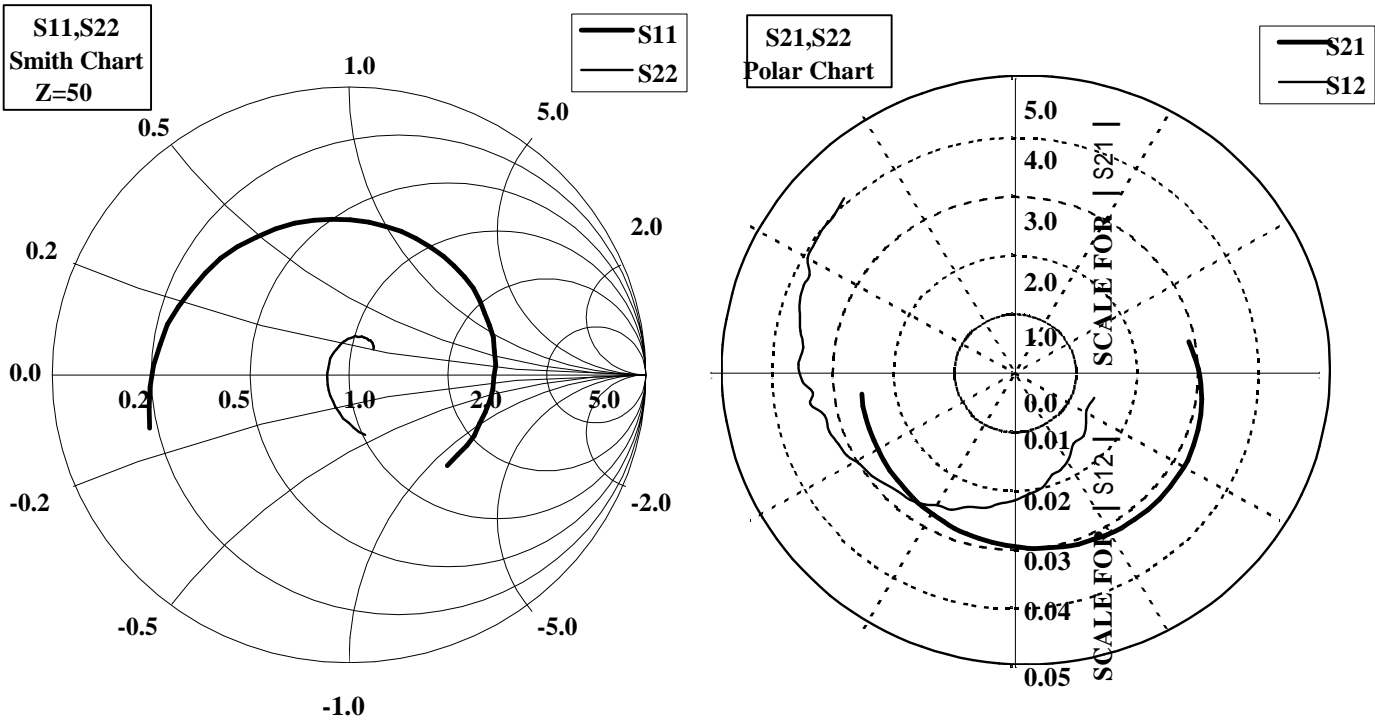 S11,S22
Smith Chart
Z=50
S11
S22
1.0
0.5
5.0
0.2
2.0
0.0
0.2
0.5
1.0
2.0
5.0
-0.2
-2.0
-0.5
-5.0
-1.0
S21,S22
Polar Chart
S21
S12
5.0
4.0
3.0
2.0
1.0
0.0
0.01
0.02
0.03
0.04
0.05
SCALE FOR | S21 |
SCALE FOR | S12 |